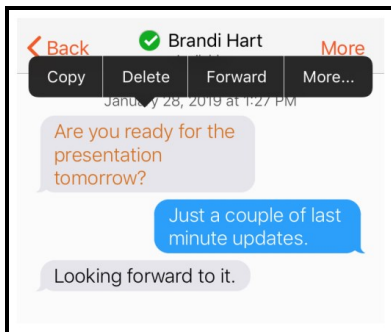 Back Brandi Hart More
Copy Delete Forward More...
January 28, 2019 at 1:27 PM
Are you ready for the
presentation
tomorrow?
Just a couple of last
minute updates.
Looking forward to it.